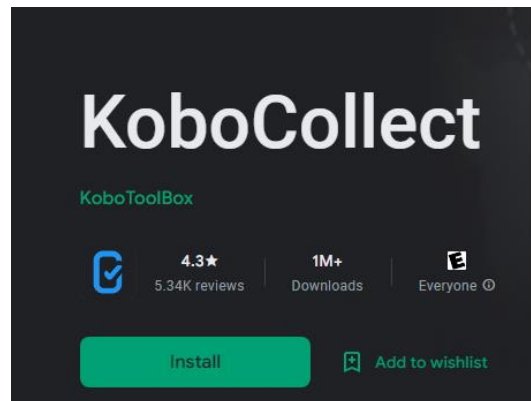 KoboCollect
KoboToolBox
4.3★ 1M+ E
5.34K reviews Downloads Everyone ⓘ
Install Add to wishlist